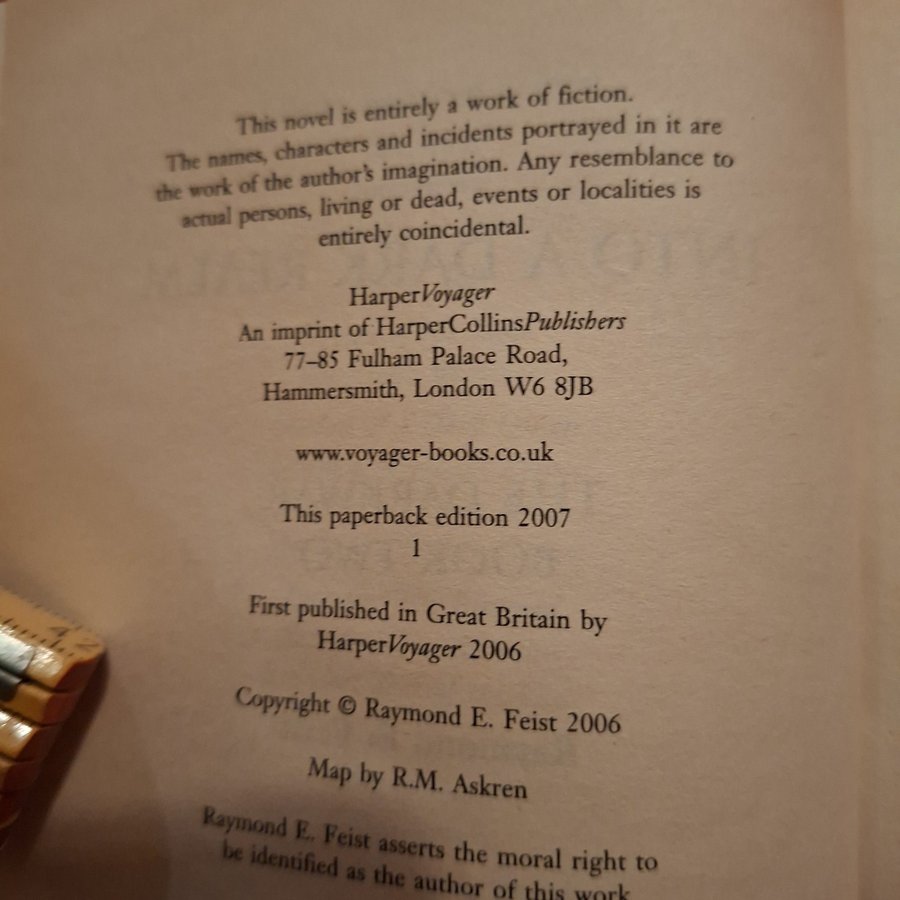 This novel is entirely a work of fiction.
The names, characters and incidents portrayed in it are
the work of the author's imagination. Any resemblance to
actual persons, living or dead, events or localities is
entirely coincidental.
HarperVoyager
An imprint of HarperCollinsPublishers
77–85 Fulham Palace Road,
Hammersmith, London W6 8JB
www.voyager-books.co.uk
This paperback edition 2007
1
First published in Great Britain by
HarperVoyager 2006
Copyright © Raymond E. Feist 2006
Map by R.M. Askren
Raymond E. Feist asserts the moral right to
be identified as the author of this work
42